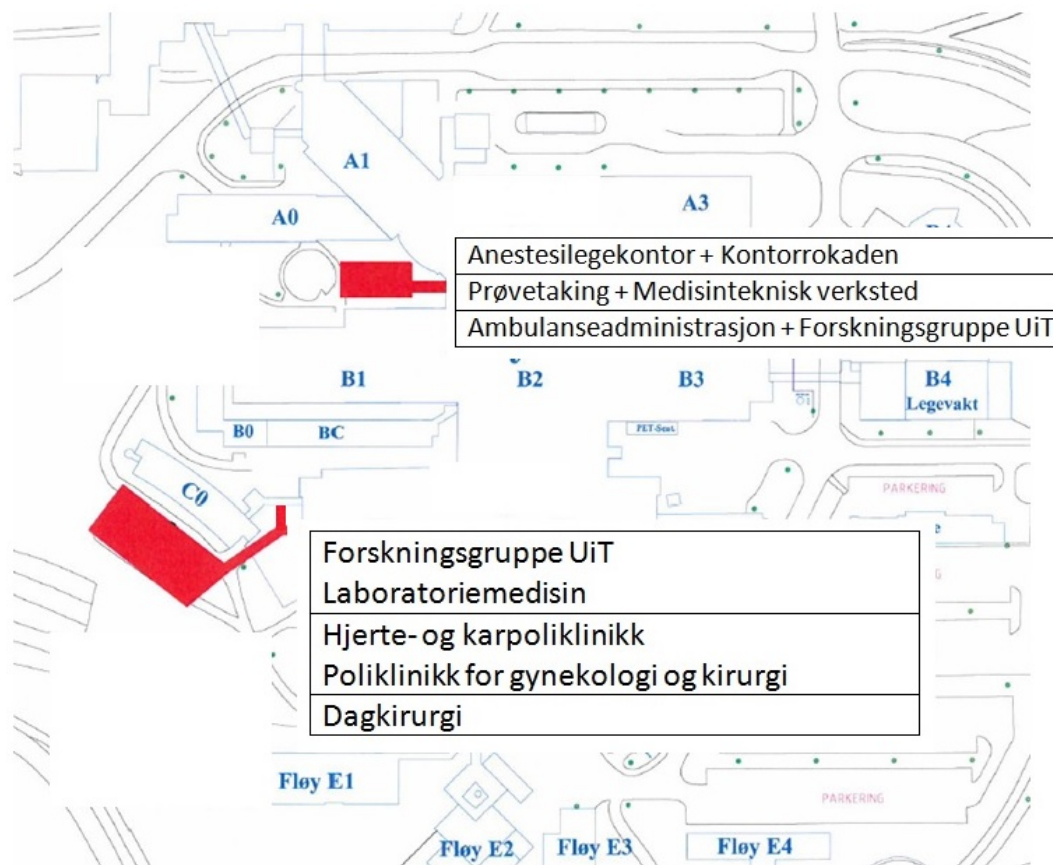 A1
A0
A3
Anestesilegekontor + Kontorrokaden
Prøvetaking + Medisinteknisk verksted
Ambulanseadministrasjon + Forskningsgruppe UiT
B1
B2
B3
B4
Legevakt
B0
BC
PET-Sent.
C0
PARKERING
Forskningsgruppe UiT
Laboratoriemedisin
Hjerte- og karpoliklinikk
Poliklinikk for gynekologi og kirurgi
Dagkirurgi
Fløy E1
PARKERING
Fløy E2
Fløy E3
Fløy E4